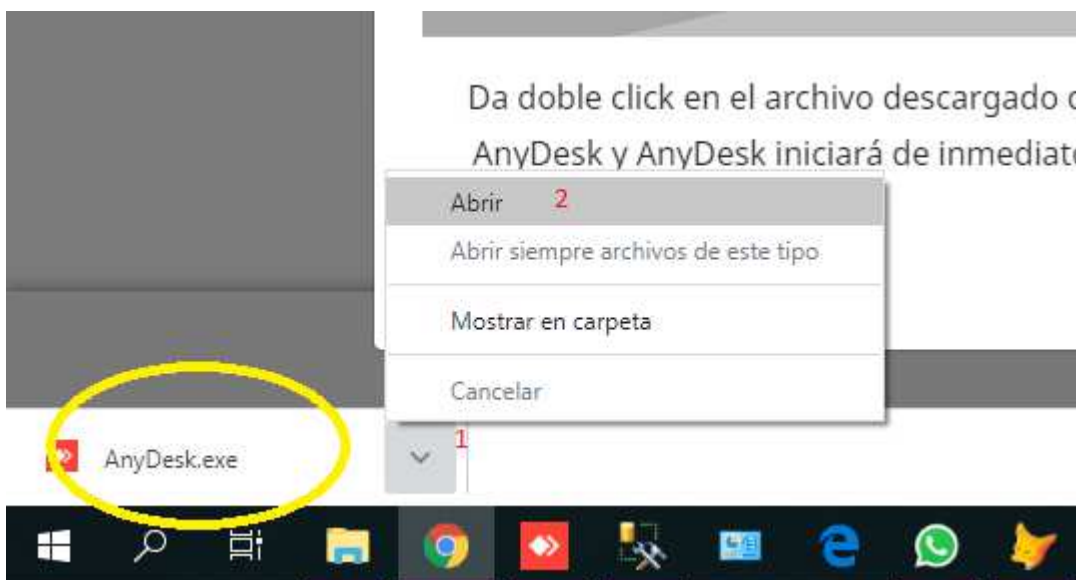 Da doble click en el archivo descargado
AnyDesk y AnyDesk iniciará de inmediato
Abrir 2
Abrir siempre archivos de este tipo
Mostrar en carpeta
Cancelar
1
AnyDesk.exe